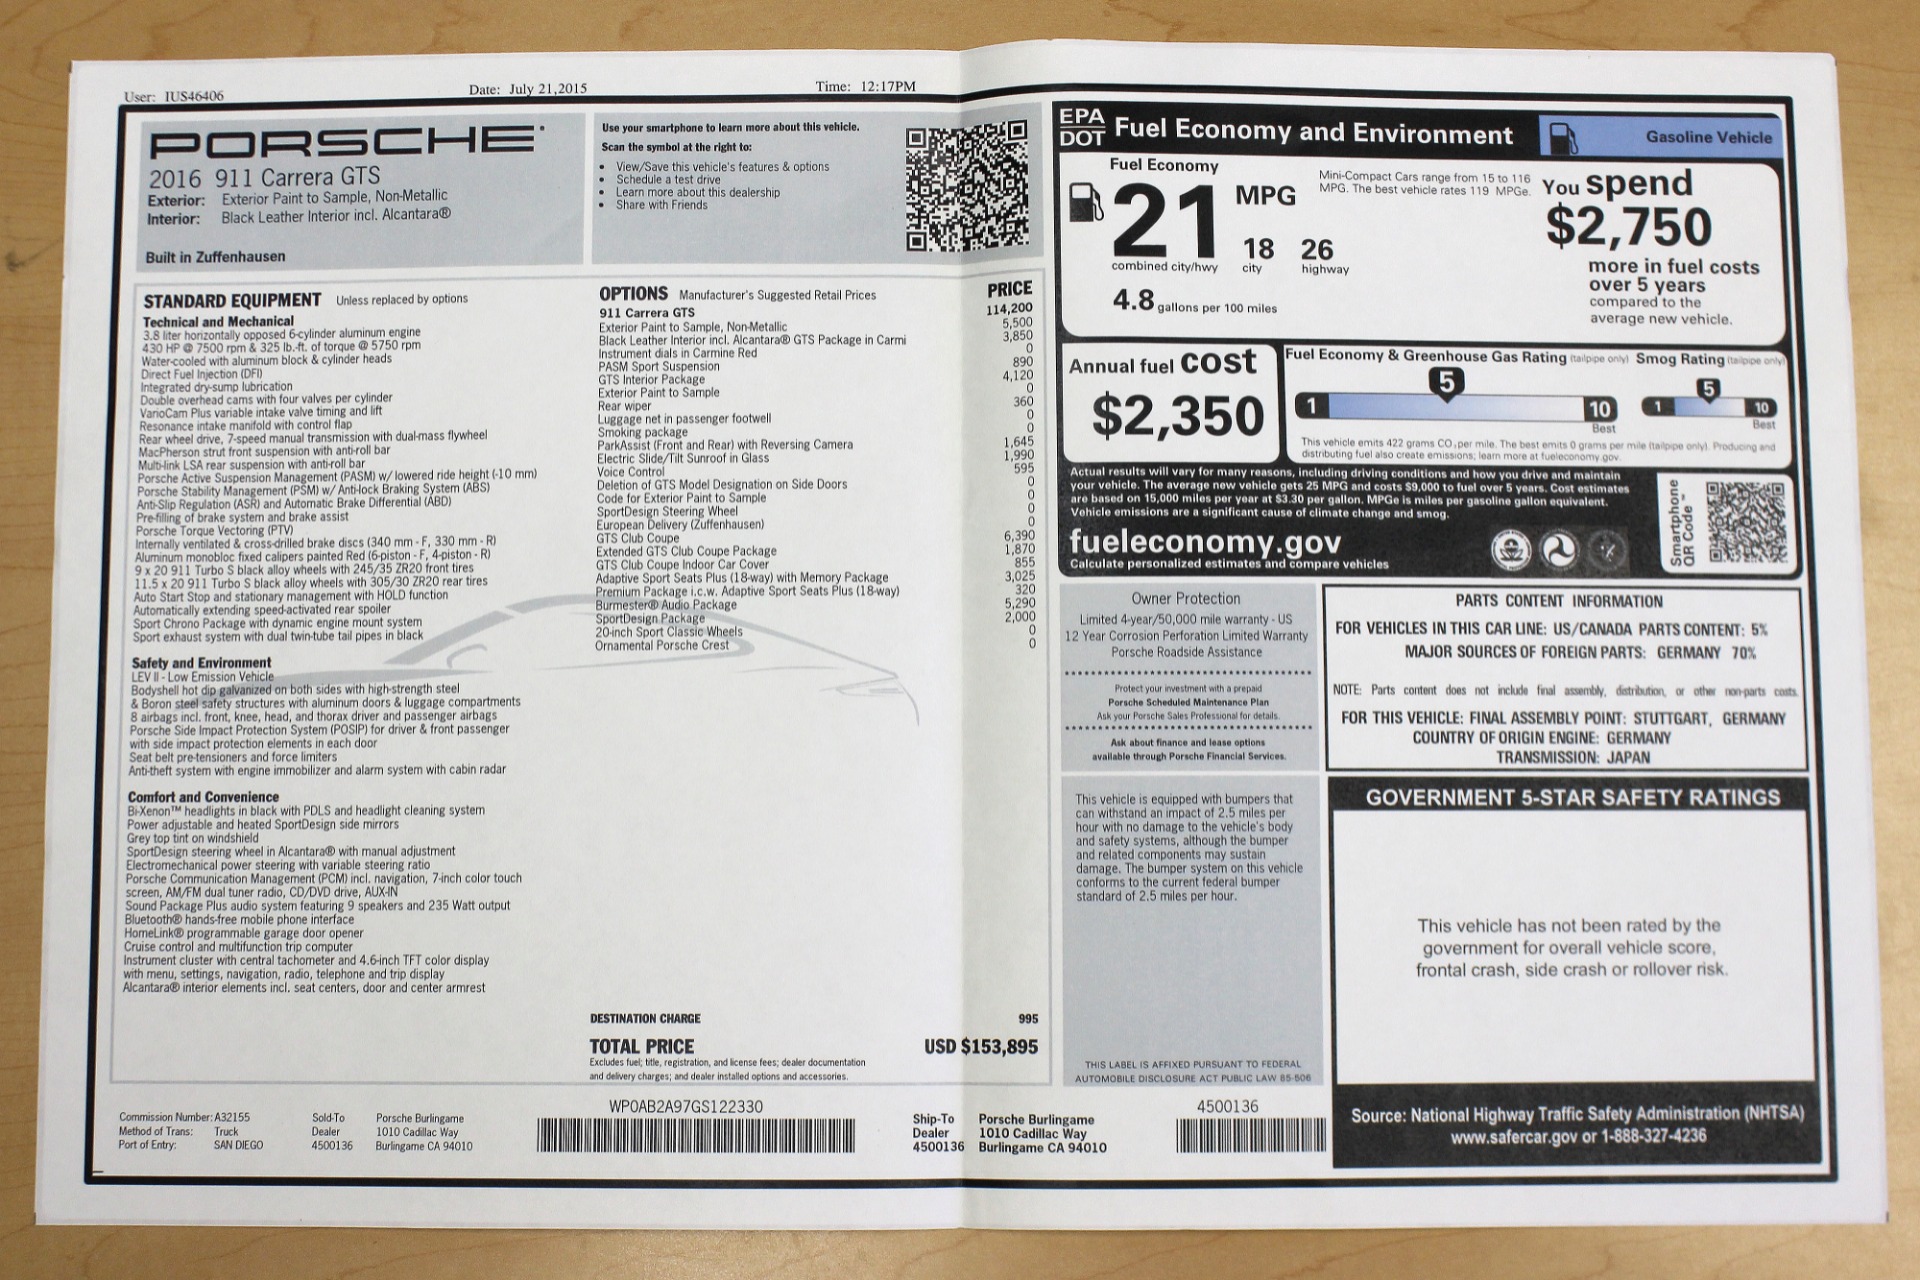 User: IUS46406
Date: July 21,2015
Time: 12:17PM
PORSCHE
2016 911 Carrera GTS
Exterior: Exterior Paint to Sample, Non-Metallic
Interior: Black Leather Interior incl. Alcantara®
Built in Zuffenhausen
Use your smartphone to learn more about this vehicle.
Scan the symbol at the right to:
• View/Save this vehicle's features & options
• Schedule a test drive
• Learn more about this dealership
• Share with Friends
STANDARD EQUIPMENT Unless replaced by options
Technical and Mechanical
3.8 liter horizontally opposed 6-cylinder aluminum engine
430 HP @ 7500 rpm & 325 lb.-ft. of torque @ 5750 rpm
Water-cooled with aluminum block & cylinder heads
Direct Fuel Injection (DFI)
Integrated dry-sump lubrication
Double overhead cams with four valves per cylinder
VarioCam Plus variable intake valve timing and lift
Resonance intake manifold with control flap
Rear wheel drive, 7-speed manual transmission with dual-mass flywheel
MacPherson strut front suspension with anti-roll bar
Multi-link LSA rear suspension with anti-roll bar
Porsche Active Suspension Management (PASM) w/ lowered ride height (-10 mm)
Porsche Stability Management (PSM) w/ Anti-lock Braking System (ABS)
Anti-Slip Regulation (ASR) and Automatic Brake Differential (ABD)
Pre-filling of brake system and brake assist
Porsche Torque Vectoring (PTV)
Internally ventilated & cross-drilled brake discs (340 mm - F, 330 mm - R)
Aluminum monobloc fixed calipers painted Red (6-piston - F, 4-piston - R)
9 x 20 911 Turbo S black alloy wheels with 245/35 ZR20 front tires
11.5 x 20 911 Turbo S black alloy wheels with 305/30 ZR20 rear tires
Auto Start Stop and stationary management with HOLD function
Automatically extending speed-activated rear spoiler
Sport Chrono Package with dynamic engine mount system
Sport exhaust system with dual twin-tube tail pipes in black
Safety and Environment
LEV II - Low Emission Vehicle
Bodyshell hot dip galvanized on both sides with high-strength steel
& Boron steel safety structures with aluminum doors & luggage compartments
8 airbags incl. front, knee, head, and thorax driver and passenger airbags
Porsche Side Impact Protection System (POSIP) for driver & front passenger
with side impact protection elements in each door
Seat belt pre-tensioners and force limiters
Anti-theft system with engine immobilizer and alarm system with cabin radar
Comfort and Convenience
Bi-Xenon™ headlights in black with PDLS and headlight cleaning system
Power adjustable and heated SportDesign side mirrors
Grey top tint on windshield
SportDesign steering wheel in Alcantara® with manual adjustment
Electromechanical power steering with variable steering ratio
Porsche Communication Management (PCM) incl. navigation, 7-inch color touch
screen, AM/FM dual tuner radio, CD/DVD drive, AUX-IN
Sound Package Plus audio system featuring 9 speakers and 235 Watt output
Bluetooth® hands-free mobile phone interface
HomeLink® programmable garage door opener
Cruise control and multifunction trip computer
Instrument cluster with central tachometer and 4.6-inch TFT color display
with menu, settings, navigation, radio, telephone and trip display
Alcantara® interior elements incl. seat centers, door and center armrest
OPTIONS Manufacturer's Suggested Retail Prices PRICE
911 Carrera GTS 114,200
Exterior Paint to Sample, Non-Metallic 5,500
Black Leather Interior incl. Alcantara® GTS Package in Carmi 3,850
Instrument dials in Carmine Red 0
PASM Sport Suspension 890
GTS Interior Package 4,120
Exterior Paint to Sample 0
Rear wiper 360
Luggage net in passenger footwell 0
Smoking package 0
ParkAssist (Front and Rear) with Reversing Camera 1,645
Electric Slide/Tilt Sunroof in Glass 1,990
Voice Control 595
Deletion of GTS Model Designation on Side Doors 0
Code for Exterior Paint to Sample 0
SportDesign Steering Wheel 0
European Delivery (Zuffenhausen) 0
GTS Club Coupe 6,390
Extended GTS Club Coupe Package 1,870
GTS Club Coupe Indoor Car Cover 855
Adaptive Sport Seats Plus (18-way) with Memory Package 3,025
Premium Package i.c.w. Adaptive Sport Seats Plus (18-way) 320
Burmester® Audio Package 5,290
SportDesign Package 2,000
20-inch Sport Classic Wheels 0
Ornamental Porsche Crest 0
DESTINATION CHARGE 995
TOTAL PRICE USD $153,895
Excludes fuel; title, registration, and license fees; dealer documentation
and delivery charges; and dealer installed options and accessories.
Commission Number: A32155
Method of Trans: Truck
Port of Entry: SAN DIEGO
Sold-To
Dealer
4500136
Porsche Burlingame
1010 Cadillac Way
Burlingame CA 94010
WP0AB2A97GS122330
Ship-To
Dealer
4500136
Porsche Burlingame
1010 Cadillac Way
Burlingame CA 94010
4500136
EPA
DOT
Fuel Economy and Environment
Gasoline Vehicle
Fuel Economy
21 MPG
combined city/hwy
18
city
26
highway
4.8 gallons per 100 miles
Mini-Compact Cars range from 15 to 116
MPG. The best vehicle rates 119 MPGe.
You spend
$2,750
more in fuel costs
over 5 years
compared to the
average new vehicle.
Annual fuel cost
$2,350
Fuel Economy & Greenhouse Gas Rating (tailpipe only)
5
1
10
Best
Smog Rating (tailpipe only)
5
1
10
Best
This vehicle emits 422 grams CO2 per mile. The best emits 0 grams per mile (tailpipe only). Producing and
distributing fuel also create emissions; learn more at fueleconomy.gov.
Actual results will vary for many reasons, including driving conditions and how you drive and maintain
your vehicle. The average new vehicle gets 25 MPG and costs $9,000 to fuel over 5 years. Cost estimates
are based on 15,000 miles per year at $3.30 per gallon. MPGe is miles per gasoline gallon equivalent.
Vehicle emissions are a significant cause of climate change and smog.
fueleconomy.gov
Calculate personalized estimates and compare vehicles
Smartphone
QR Code™
Owner Protection
Limited 4-year/50,000 mile warranty - US
12 Year Corrosion Perforation Limited Warranty
Porsche Roadside Assistance
Protect your investment with a prepaid
Porsche Scheduled Maintenance Plan
Ask your Porsche Sales Professional for details.
Ask about finance and lease options
available through Porsche Financial Services.
This vehicle is equipped with bumpers that
can withstand an impact of 2.5 miles per
hour with no damage to the vehicle's body
and safety systems, although the bumper
and related components may sustain
damage. The bumper system on this vehicle
conforms to the current federal bumper
standard of 2.5 miles per hour.
THIS LABEL IS AFFIXED PURSUANT TO FEDERAL
AUTOMOBILE DISCLOSURE ACT PUBLIC LAW 85-506
PARTS CONTENT INFORMATION
FOR VEHICLES IN THIS CAR LINE: US/CANADA PARTS CONTENT: 5%
MAJOR SOURCES OF FOREIGN PARTS: GERMANY 70%
NOTE: Parts content does not include final assembly, distribution, or other non-parts costs.
FOR THIS VEHICLE: FINAL ASSEMBLY POINT: STUTTGART, GERMANY
COUNTRY OF ORIGIN ENGINE: GERMANY
TRANSMISSION: JAPAN
GOVERNMENT 5-STAR SAFETY RATINGS
This vehicle has not been rated by the
government for overall vehicle score,
frontal crash, side crash or rollover risk.
Source: National Highway Traffic Safety Administration (NHTSA)
www.safercar.gov or 1-888-327-4236